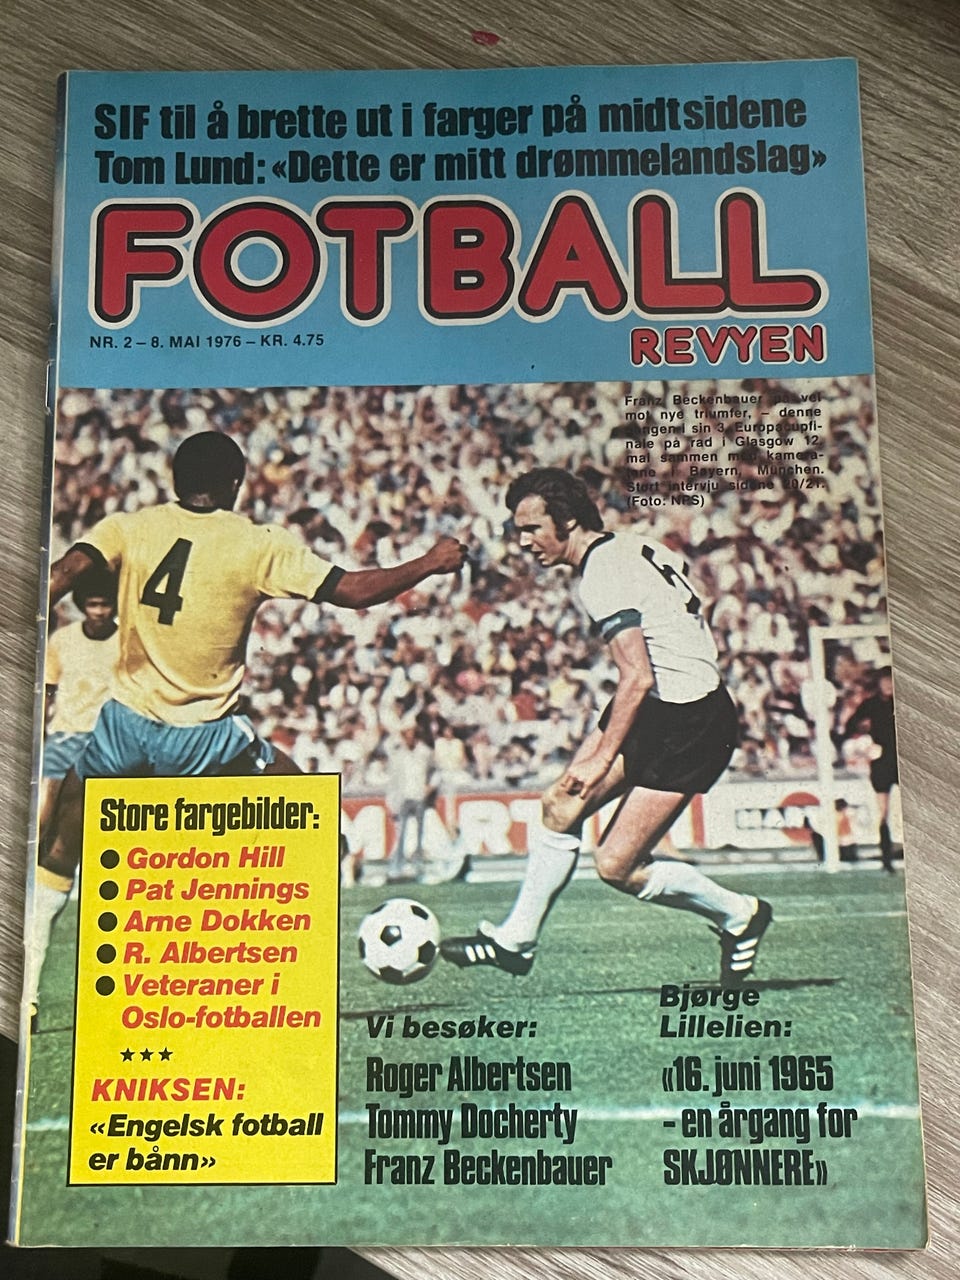 SIF til å brette ut i farger på midtsidene
Tom Lund: «Dette er mitt drømmelandslag»
FOTBALL
REVYEN
NR. 2 – 8. MAI 1976 – KR. 4.75
Franz Beckenbauer på vei
mot nye triumfer, – denne
gangen i sin 3. Europacupfi-
nale på rad i Glasgow 12.
mai sammen med kamera-
tene i Bayern, München.
Stort intervju sidene 20/21.
(Foto: NPS)
4
5
Store fargebilder:
● Gordon Hill
● Pat Jennings
● Arne Dokken
● R. Albertsen
● Veteraner i
Oslo-fotballen
★★★
KNIKSEN:
«Engelsk fotball
er bånn»
Vi besøker:
Roger Albertsen
Tommy Docherty
Franz Beckenbauer
Bjørge
Lillelien:
«16. juni 1965
- en årgang for
SKJØNNERE»